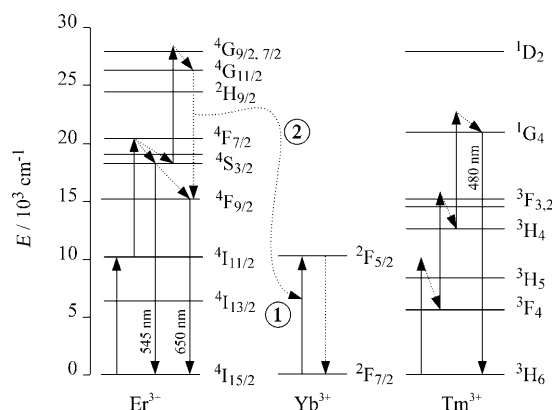 30
25
20
15
10
5
0
E / 10³ cm⁻¹
⁴G₉/₂, ₇/₂
⁴G₁₁/₂
²H₉/₂
⁴F₇/₂
⁴S₃/₂
⁴F₉/₂
⁴I₁₁/₂
⁴I₁₃/₂
⁴I₁₅/₂
545 nm
650 nm
Er³⁺
2
1
²F₅/₂
²F₇/₂
Yb³⁺
¹D₂
¹G₄
³F₃,₂
³H₄
³H₅
³F₄
³H₆
480 nm
Tm³⁺